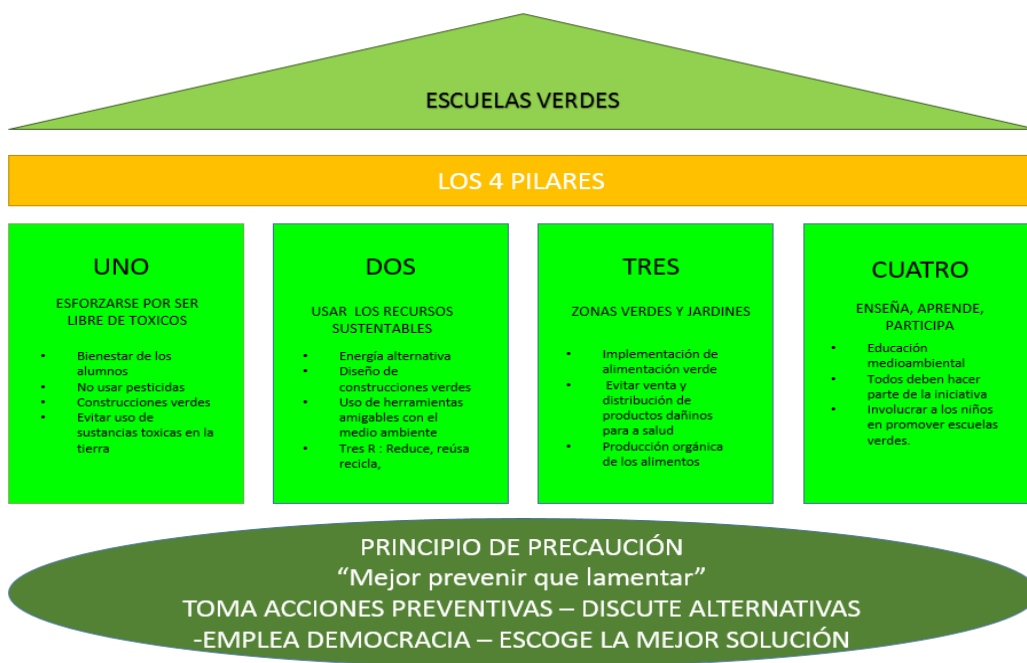 ESCUELAS VERDES
LOS 4 PILARES
UNO
ESFORZARSE POR SER
LIBRE DE TOXICOS
• Bienestar de los
alumnos
• No usar pesticidas
• Construcciones verdes
• Evitar uso de
sustancias toxicas en la
tierra
DOS
USAR LOS RECURSOS
SUSTENTABLES
• Energía alternativa
• Diseño de
construcciones verdes
• Uso de herramientas
amigables con el
medio ambiente
• Tres R : Reduce, reúsa
recicla,
TRES
ZONAS VERDES Y JARDINES
• Implementación de
alimentación verde
• Evitar venta y
distribución de
productos dañinos
para a salud
• Producción orgánica
de los alimentos
CUATRO
ENSEÑA, APRENDE,
PARTICIPA
• Educación
medioambiental
• Todos deben hacer
parte de la iniciativa
• Involucrar a los niños
en promover escuelas
verdes.
PRINCIPIO DE PRECAUCIÓN
“Mejor prevenir que lamentar”
TOMA ACCIONES PREVENTIVAS – DISCUTE ALTERNATIVAS
-EMPLEA DEMOCRACIA – ESCOGE LA MEJOR SOLUCIÓN